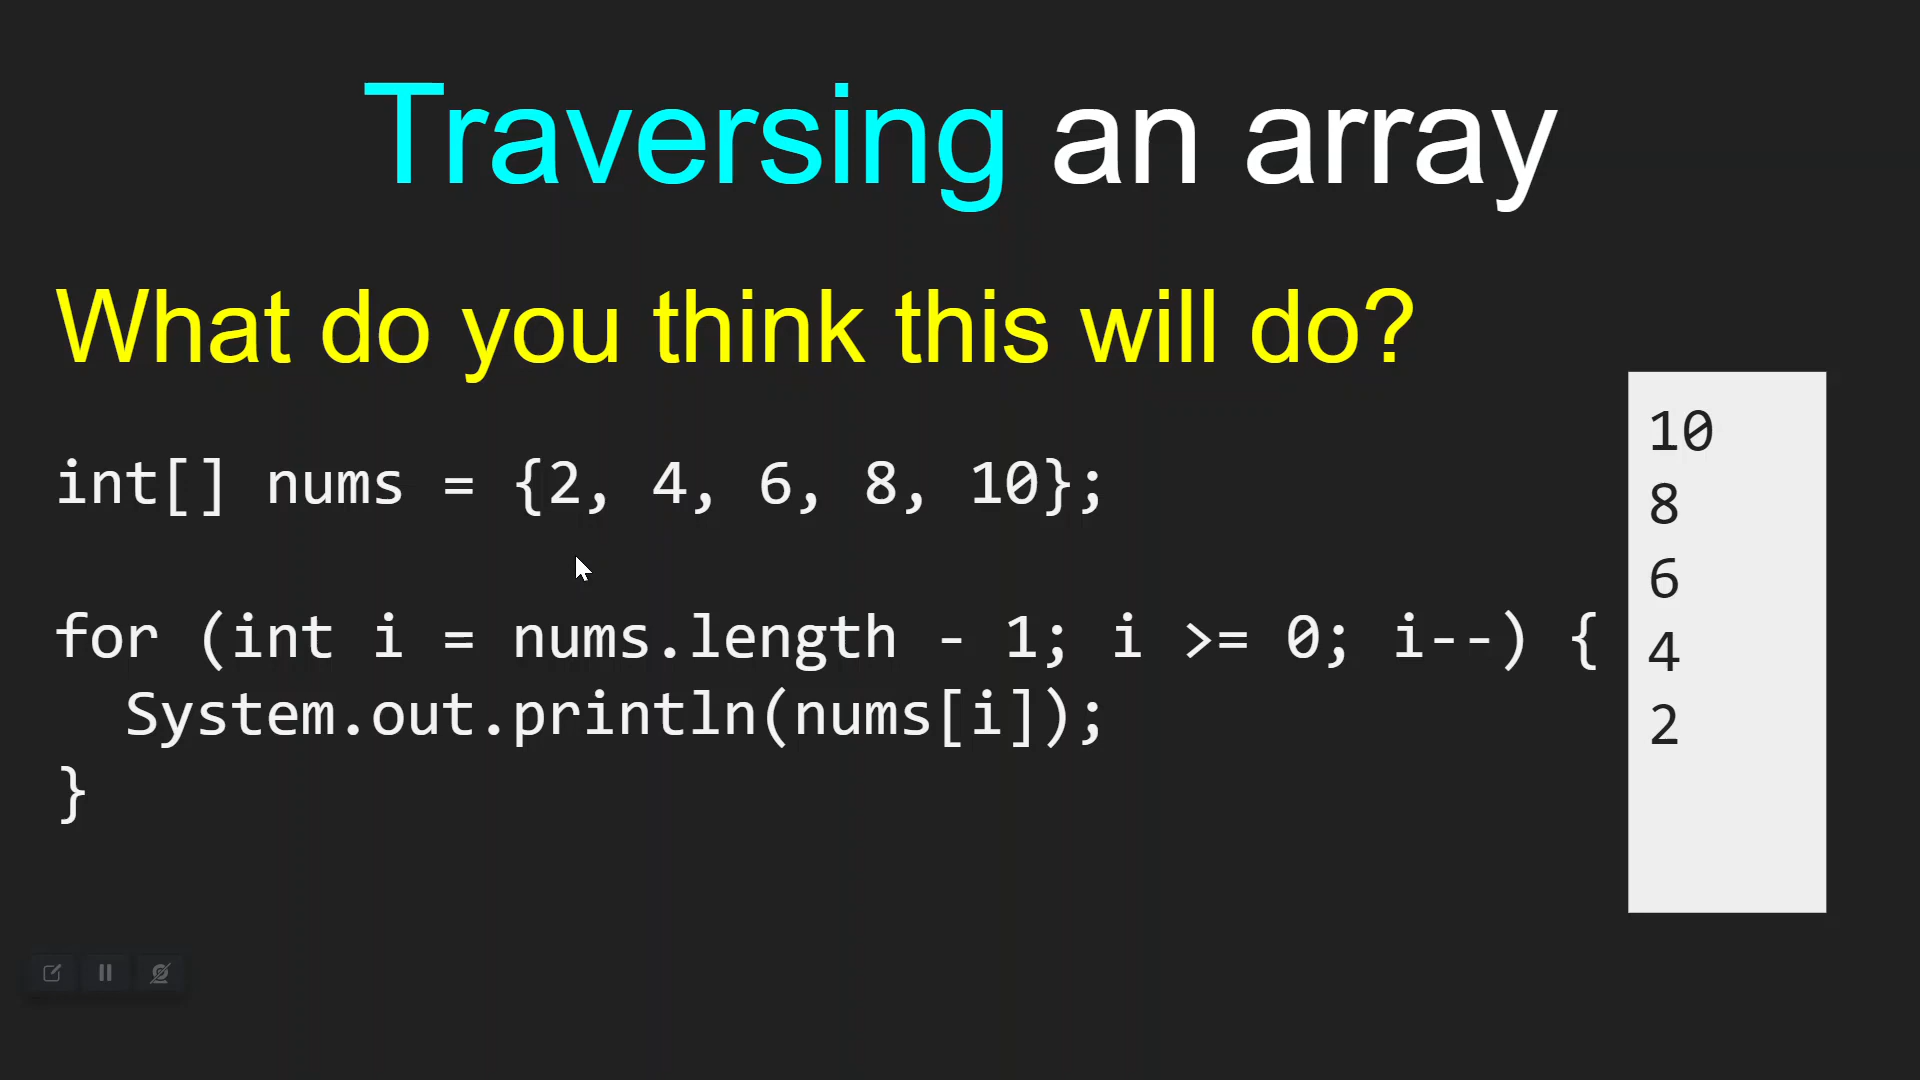 Traversing an array
What do you think this will do?
int[] nums = {2, 4, 6, 8, 10};
for (int i = nums.length - 1; i >= 0; i--) {
  System.out.println(nums[i]);
}
10
8
6
4
2